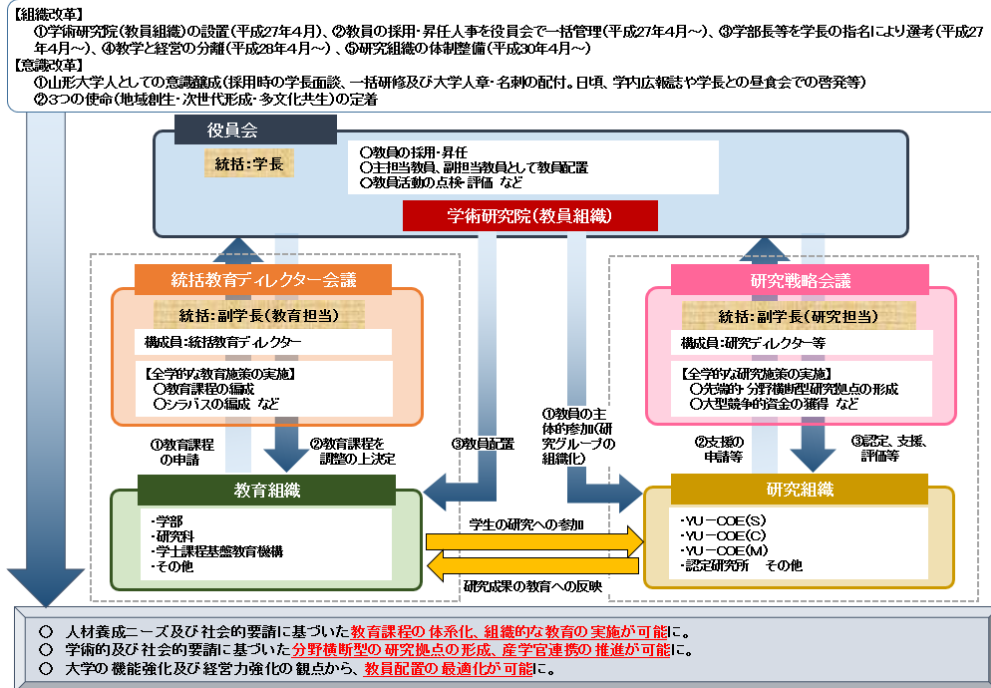 【組織改革】
①学術研究院(教員組織)の設置(平成27年4月)、②教員の採用・昇任人事を役員会で一括管理(平成27年4月～)、③学部長等を学長の指名により選考(平成27
年4月～)、④教学と経営の分離(平成28年4月～)、⑤研究組織の体制整備(平成30年4月～)
【意識改革】
①山形大学人としての意識醸成(採用時の学長面談、一括研修及び大学人章・名刺の配付。日頃、学内広報誌や学長との昼食会での啓発等)
②3つの使命(地域創生・次世代形成・多文化共生)の定着
役員会
統括:学長
○教員の採用・昇任
○主担当教員、副担当教員として教員配置
○教員活動の点検・評価 など
学術研究院(教員組織)
統括教育ディレクター会議
統括:副学長(教育担当)
構成員:統括教育ディレクター
【全学的な教育施策の実施】
○教育課程の編成
○シラバスの編成 など
研究戦略会議
統括:副学長(研究担当)
構成員:研究ディレクター等
【全学的な研究施策の実施】
○先端的・分野横断型研究拠点の形成
○大型競争的資金の獲得 など
①教育課程
の申請
②教育課程を
調整の上決定
③教員配置
①教員の主
体的参加(研
究グループの
組織化)
②支援の
申請等
③認定、支援、
評価等
教育組織
・学部
・研究科
・学士課程基盤教育機構
・その他
学生の研究への参加
研究成果の教育への反映
研究組織
・YU－COE(S)
・YU－COE(C)
・YU－COE(M)
・認定研究所　その他
○ 人材養成ニーズ及び社会的要請に基づいた教育課程の体系化、組織的な教育の実施が可能に。
○ 学術的及び社会的要請に基づいた分野横断型の研究拠点の形成、産学官連携の推進が可能に。
○ 大学の機能強化及び経営力強化の観点から、教員配置の最適化が可能に。